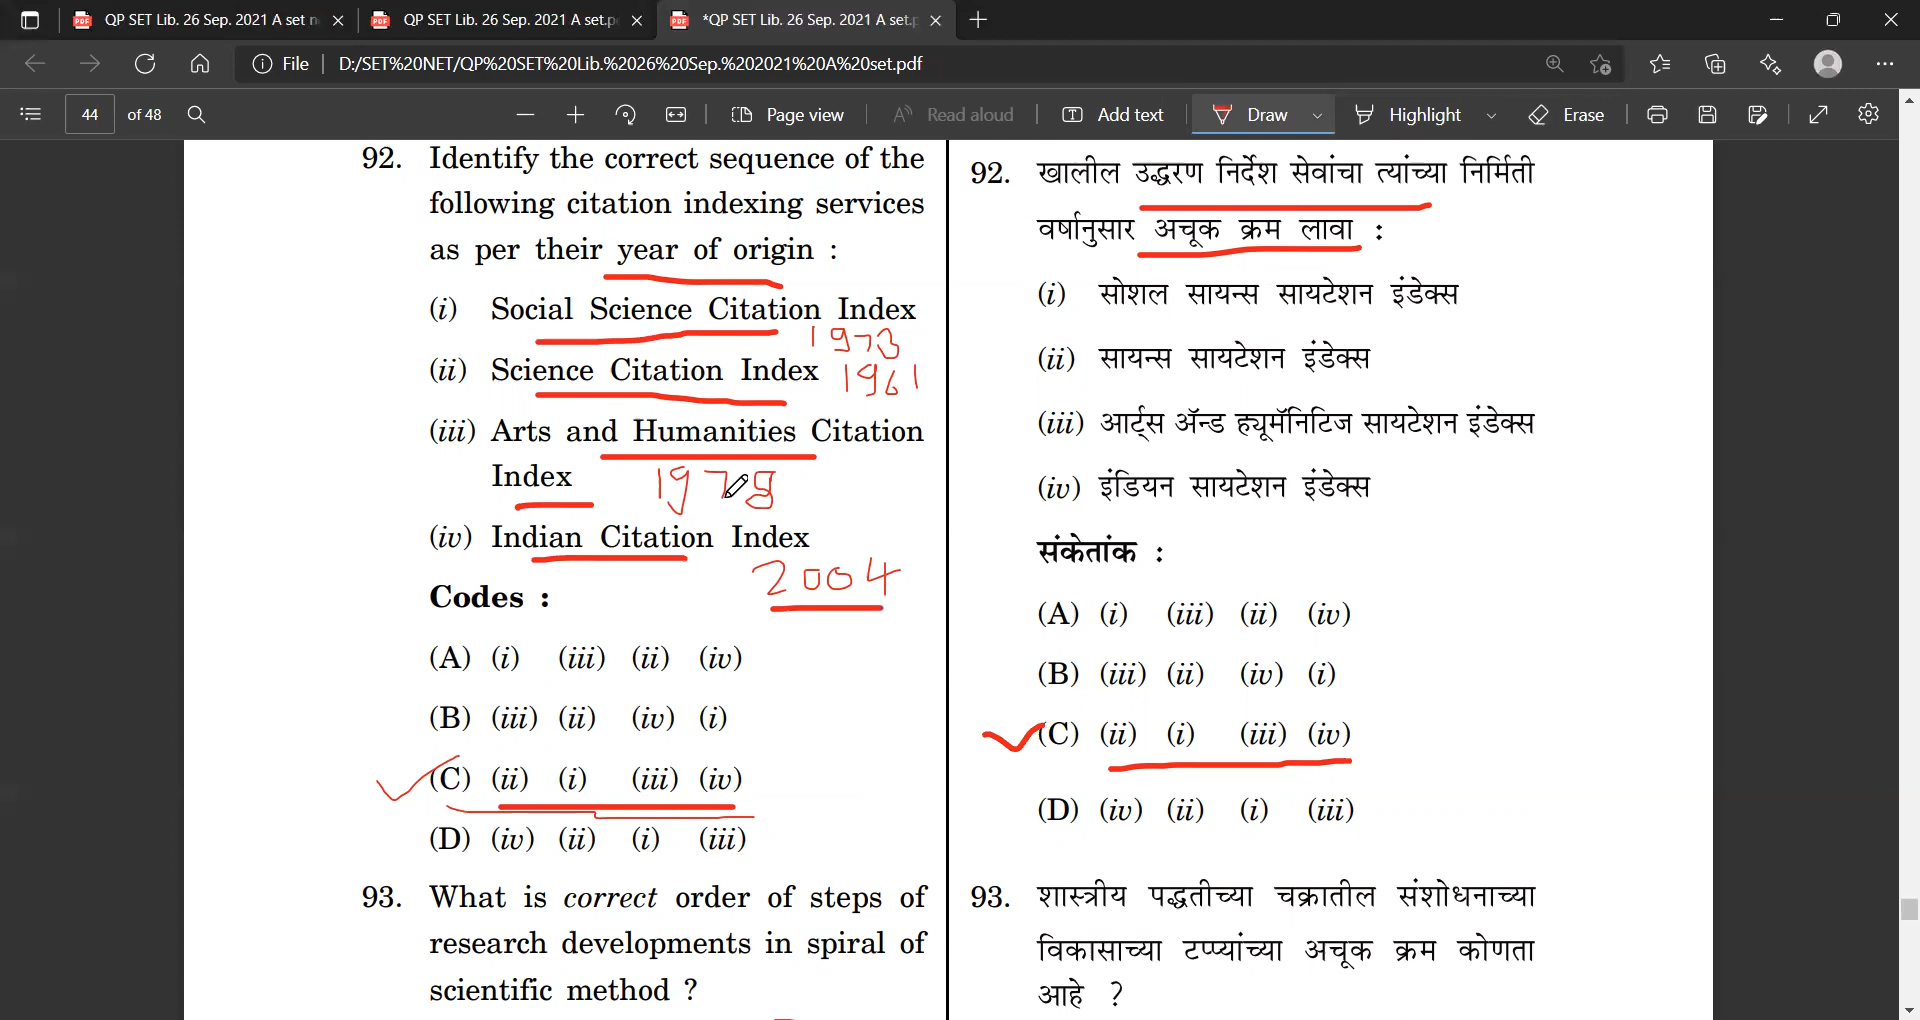 QP SET Lib. 26 Sep. 2021 A set
QP SET Lib. 26 Sep. 2021 A set.p
*QP SET Lib. 26 Sep. 2021 A set.p
File D:/SET%20NET/QP%20SET%20Lib.%2026%20Sep.%202021%20A%20set.pdf
44 of 48 Page view Read aloud Add text Draw Highlight Erase
92. Identify the correct sequence of the
following citation indexing services
as per their year of origin :
(i) Social Science Citation Index
1973
(ii) Science Citation Index 1961
(iii) Arts and Humanities Citation
Index 1978
(iv) Indian Citation Index
2004
Codes :
(A) (i) (iii) (ii) (iv)
(B) (iii) (ii) (iv) (i)
(C) (ii) (i) (iii) (iv)
(D) (iv) (ii) (i) (iii)
93. What is correct order of steps of
research developments in spiral of
scientific method ?
92. खालील उद्धरण निर्देश सेवांचा त्यांच्या निर्मिती
वर्षानुसार अचूक क्रम लावा :
(i) सोशल सायन्स सायटेशन इंडेक्स
(ii) सायन्स सायटेशन इंडेक्स
(iii) आर्ट्स ॲन्ड ह्यूमॅनिटिज सायटेशन इंडेक्स
(iv) इंडियन सायटेशन इंडेक्स
संकेतांक :
(A) (i) (iii) (ii) (iv)
(B) (iii) (ii) (iv) (i)
(C) (ii) (i) (iii) (iv)
(D) (iv) (ii) (i) (iii)
93. शास्त्रीय पद्धतीच्या चक्रातील संशोधनाच्या
विकासाच्या टप्प्यांच्या अचूक क्रम कोणता
आहे ?